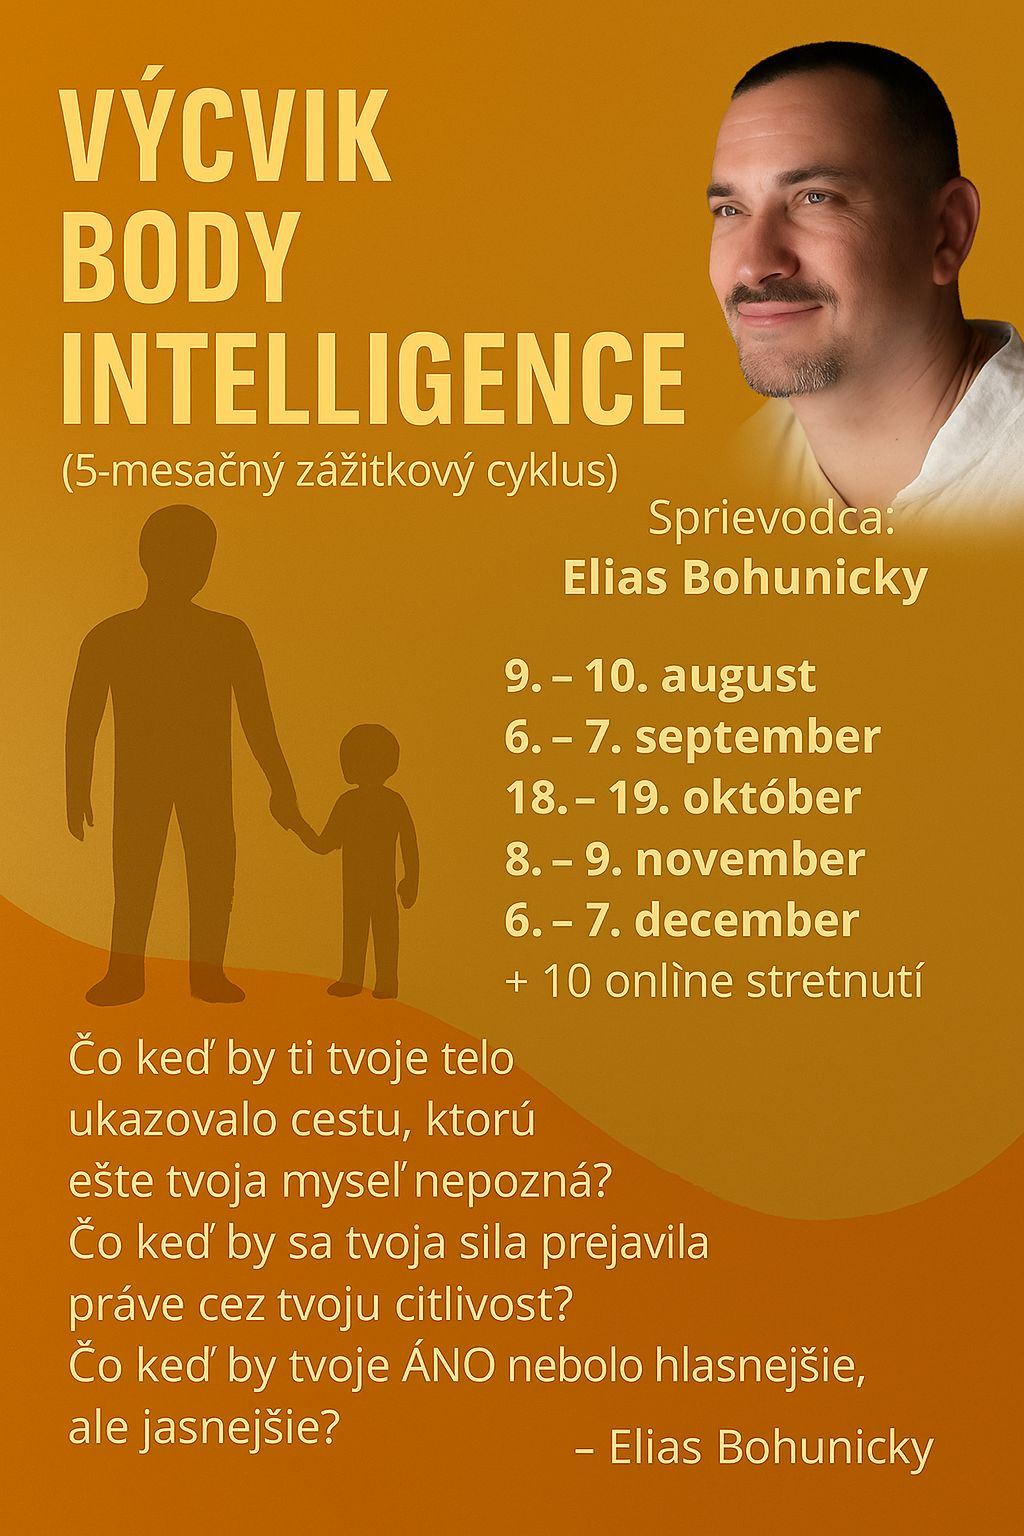 VÝCVIK
BODY
INTELLIGENCE
(5-mesačný zážitkový cyklus)
Sprievodca:
Elias Bohunicky
9. – 10. august
6. – 7. september
18. – 19. október
8. – 9. november
6. – 7. december
+ 10 onlìne stretnutí
Čo keď by ti tvoje telo
ukazovalo cestu, ktorú
ešte tvoja myseľ nepozná?
Čo keď by sa tvoja sila prejavila
práve cez tvoju citlivost?
Čo keď by tvoje ÁNO nebolo hlasnejšie,
ale jasnejšie?
– Elias Bohunicky